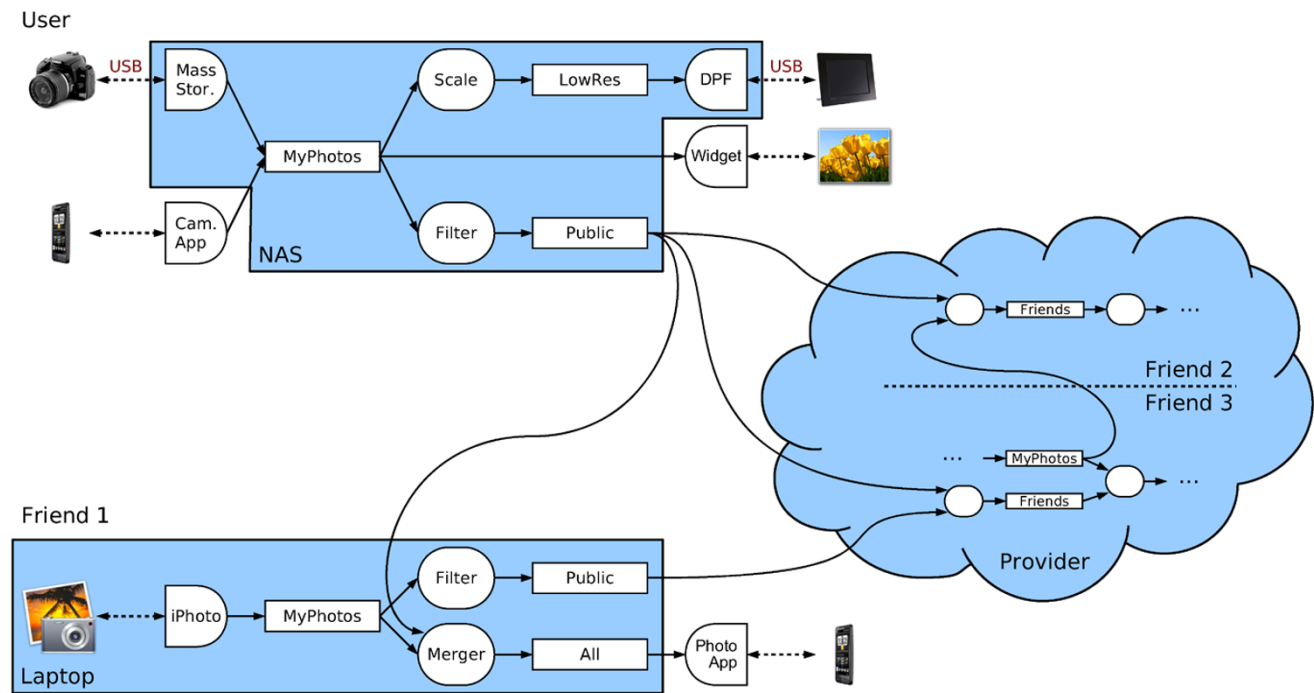 User
USB
Mass
Stor.
Scale
LowRes
DPF
USB
MyPhotos
Widget
Cam.
App
Filter
Public
NAS
Friends
...
Friend 2
Friend 3
...
MyPhotos
...
Friends
Provider
Friend 1
Filter
Public
iPhoto
MyPhotos
Merger
All
Photo
App
Laptop